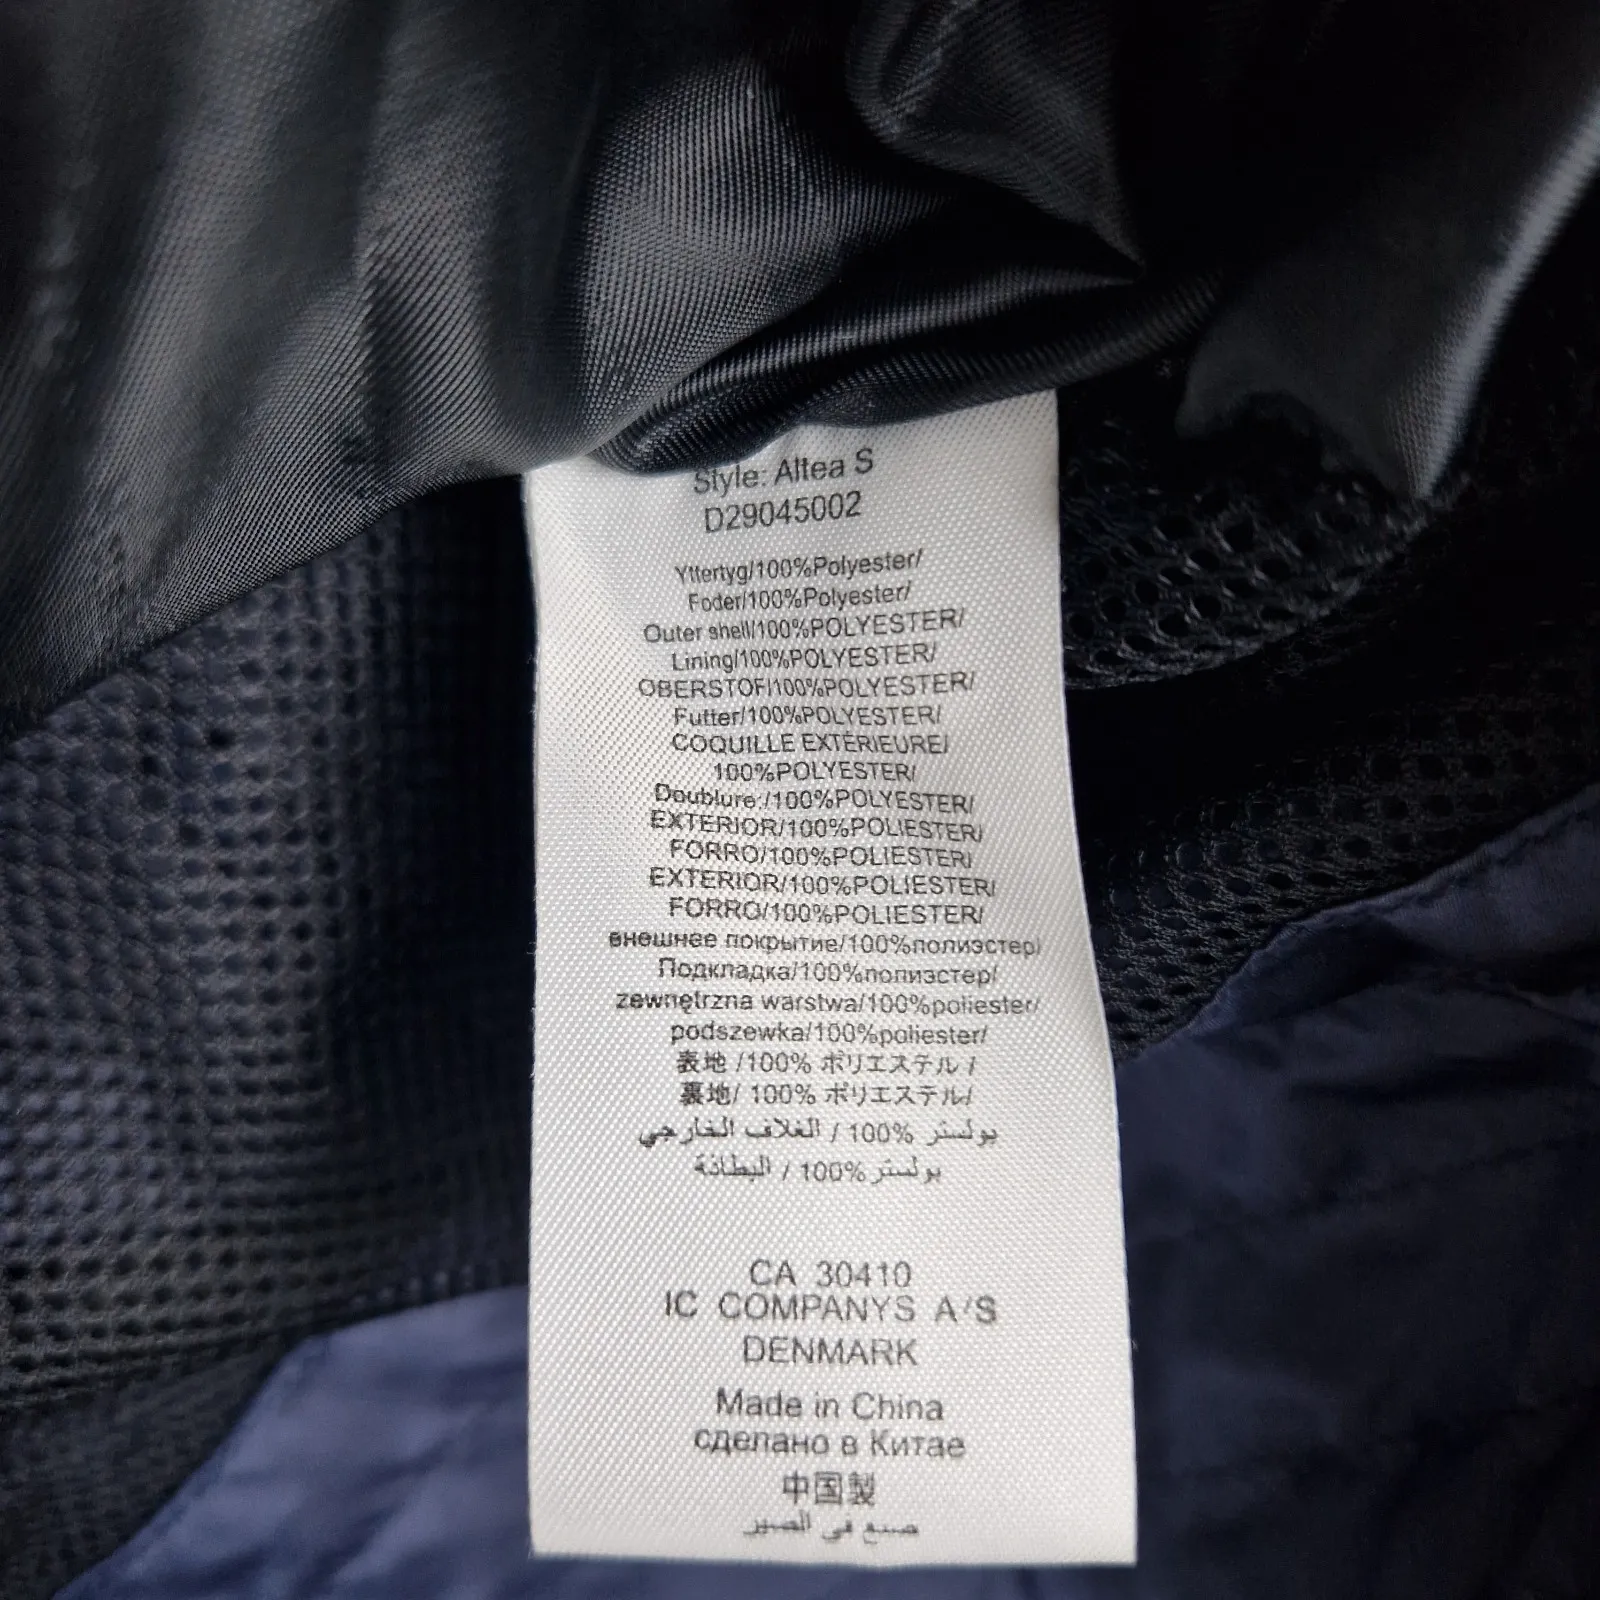 Style: Altea S
D29045002
Yttertyg/100%Polyester/
Foder/100%Polyester/
Outer shell/100%POLYESTER/
Lining/100%POLYESTER/
OBERSTOF/100%POLYESTER/
Futter/100%POLYESTER/
COQUILLE EXTÉRIEURE/
100%POLYESTER/
Doublure:/100%POLYESTER/
EXTERIOR/100%POLIESTER/
FORRO/100%POLIESTER/
EXTERIOR/100%POLIESTER/
FORRO/100%POLIESTER/
внешнее покрытие/100%полиэстер/
Подкладка/100%полиэстер/
zewnętrzna warstwa/100%poliester/
podszewka/100%poliester/
表地 /100% ポリエステル /
裏地/ 100% ポリエステル/
بولستر %100 / الغلاف الخارجي
بولستر %100 / البطانة
CA 30410
IC COMPANYS A/S
DENMARK
Made in China
сделано в Китае
中国製
صنع في الصين